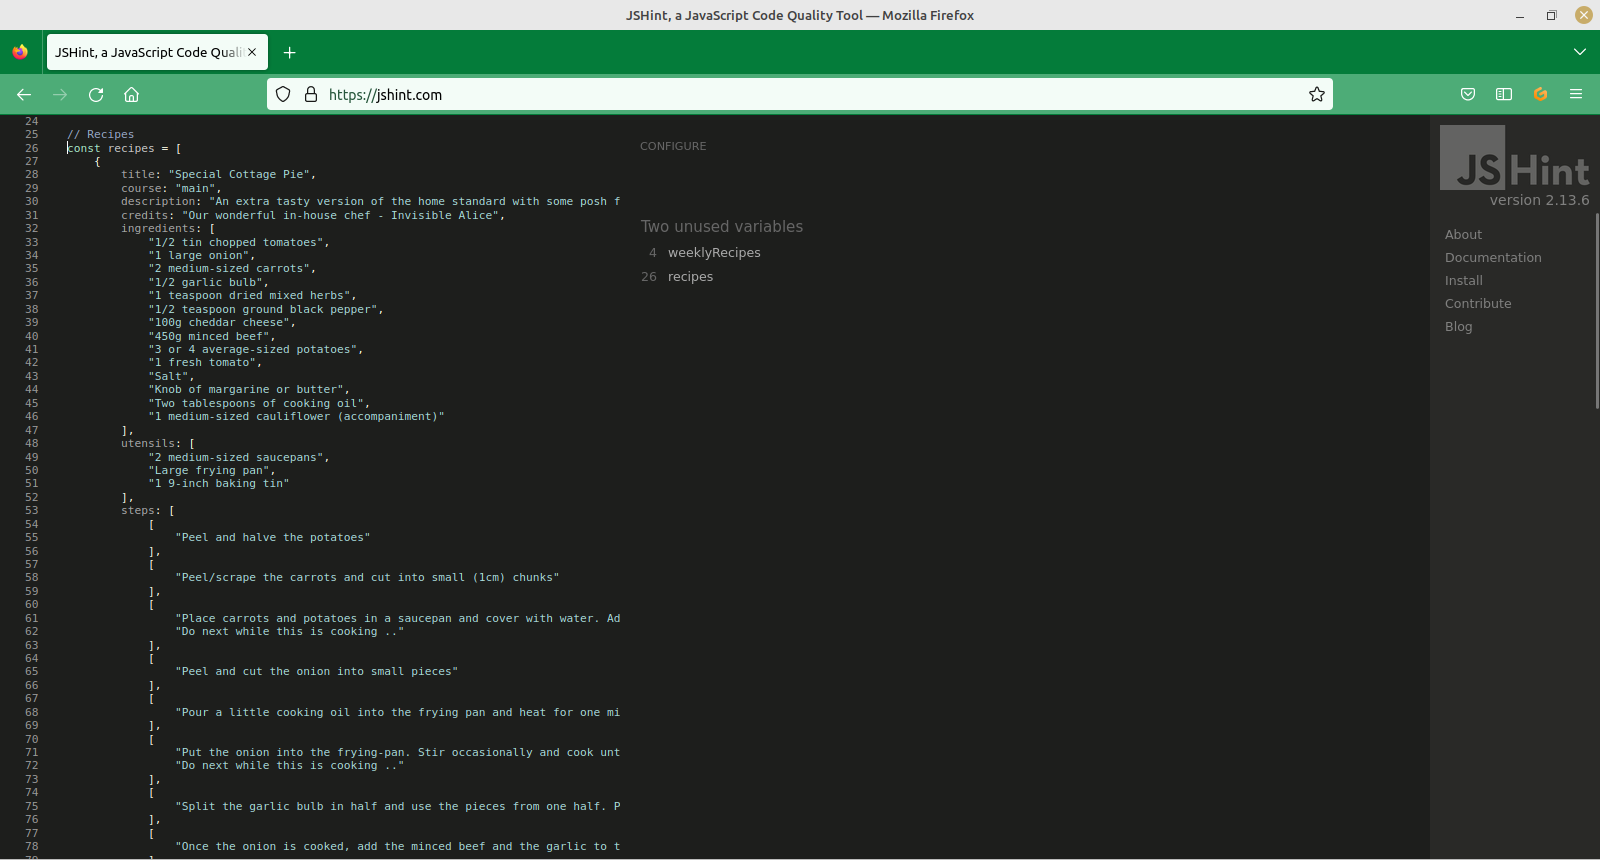 JSHint, a JavaScript Code Quality Tool — Mozilla Firefox
JSHint, a JavaScript Code Quali
https://jshint.com
24
25 // Recipes
26 const recipes = [
27 {
28 title: "Special Cottage Pie",
29 course: "main",
30 description: "An extra tasty version of the home standard with some posh f
31 credits: "Our wonderful in-house chef - Invisible Alice",
32 ingredients: [
33 "1/2 tin chopped tomatoes",
34 "1 large onion",
35 "2 medium-sized carrots",
36 "1/2 garlic bulb",
37 "1 teaspoon dried mixed herbs",
38 "1/2 teaspoon ground black pepper",
39 "100g cheddar cheese",
40 "450g minced beef",
41 "3 or 4 average-sized potatoes",
42 "1 fresh tomato",
43 "Salt",
44 "Knob of margarine or butter",
45 "Two tablespoons of cooking oil",
46 "1 medium-sized cauliflower (accompaniment)"
47 ],
48 utensils: [
49 "2 medium-sized saucepans",
50 "Large frying pan",
51 "1 9-inch baking tin"
52 ],
53 steps: [
54 [
55 "Peel and halve the potatoes"
56 ],
57 [
58 "Peel/scrape the carrots and cut into small (1cm) chunks"
59 ],
60 [
61 "Place carrots and potatoes in a saucepan and cover with water. Ad
62 "Do next while this is cooking .."
63 ],
64 [
65 "Peel and cut the onion into small pieces"
66 ],
67 [
68 "Pour a little cooking oil into the frying pan and heat for one mi
69 ],
70 [
71 "Put the onion into the frying-pan. Stir occasionally and cook unt
72 "Do next while this is cooking .."
73 ],
74 [
75 "Split the garlic bulb in half and use the pieces from one half. P
76 ],
77 [
78 "Once the onion is cooked, add the minced beef and the garlic to t
CONFIGURE
Two unused variables
4 weeklyRecipes
26 recipes
JSHint
version 2.13.6
About
Documentation
Install
Contribute
Blog